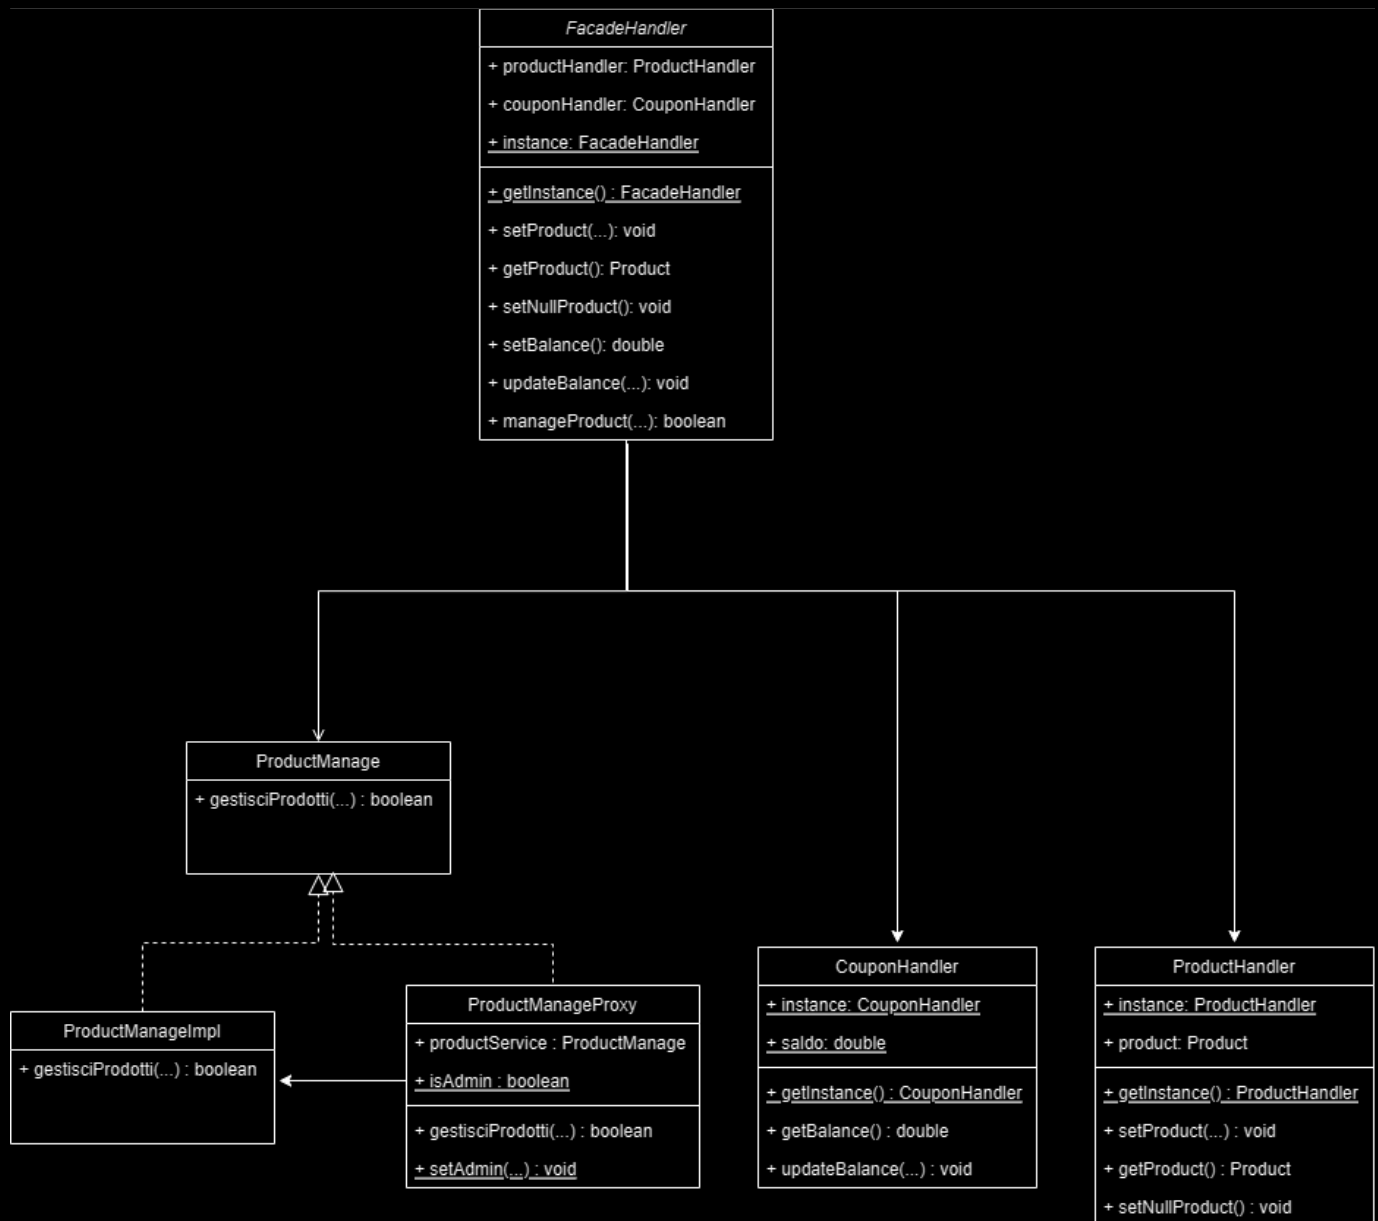 FacadeHandler
+ productHandler: ProductHandler
+ couponHandler: CouponHandler
+ instance: FacadeHandler
+ getInstance() : FacadeHandler
+ setProduct(...): void
+ getProduct(): Product
+ setNullProduct(): void
+ setBalance(): double
+ updateBalance(...): void
+ manageProduct(...): boolean
ProductManage
+ gestisciProdotti(...) : boolean
ProductManageImpl
+ gestisciProdotti(...) : boolean
ProductManageProxy
+ productService : ProductManage
+ isAdmin : boolean
+ gestisciProdotti(...) : boolean
+ setAdmin(...) : void
CouponHandler
+ instance: CouponHandler
+ saldo: double
+ getInstance() : CouponHandler
+ getBalance() : double
+ updateBalance(...) : void
ProductHandler
+ instance: ProductHandler
+ product: Product
+ getInstance() : ProductHandler
+ setProduct(...) : void
+ getProduct() : Product
+ setNullProduct() : void